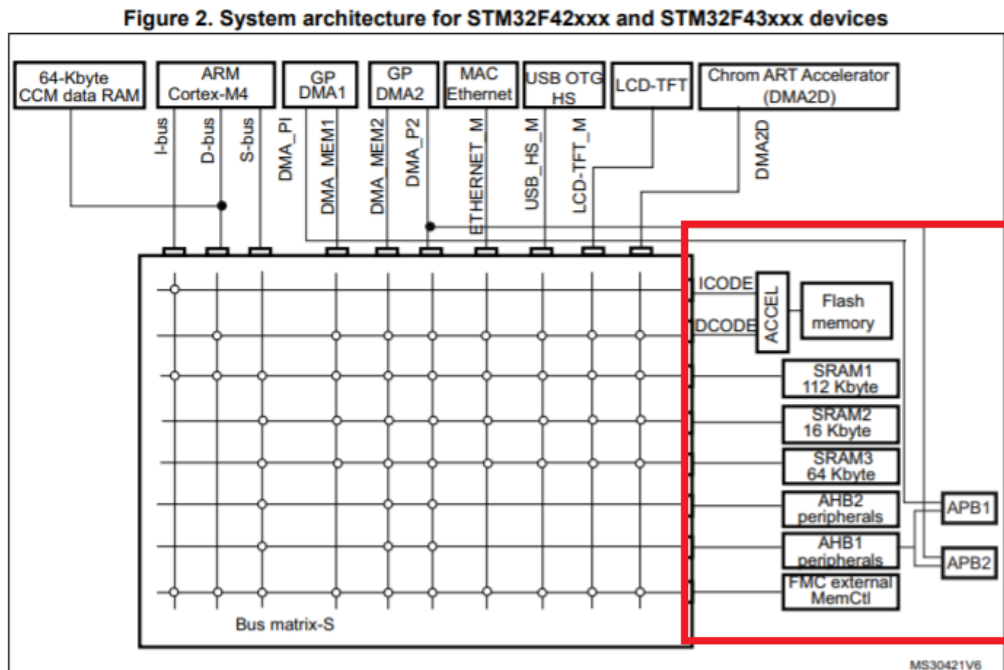 Figure 2. System architecture for STM32F42xxx and STM32F43xxx devices
64-Kbyte
CCM data RAM
ARM
Cortex-M4
GP
DMA1
GP
DMA2
MAC
Ethernet
USB OTG
HS
LCD-TFT
Chrom ART Accelerator
(DMA2D)
I-bus
D-bus
S-bus
DMA_PI
DMA_MEM1
DMA_MEM2
DMA_P2
ETHERNET_M
USB_HS_M
LCD-TFT_M
DMA2D
ICODE
DCODE
ACCEL
Flash
memory
SRAM1
112 Kbyte
SRAM2
16 Kbyte
SRAM3
64 Kbyte
AHB2
peripherals
APB1
AHB1
peripherals
APB2
FMC external
MemCtl
Bus matrix-S
MS30421V6